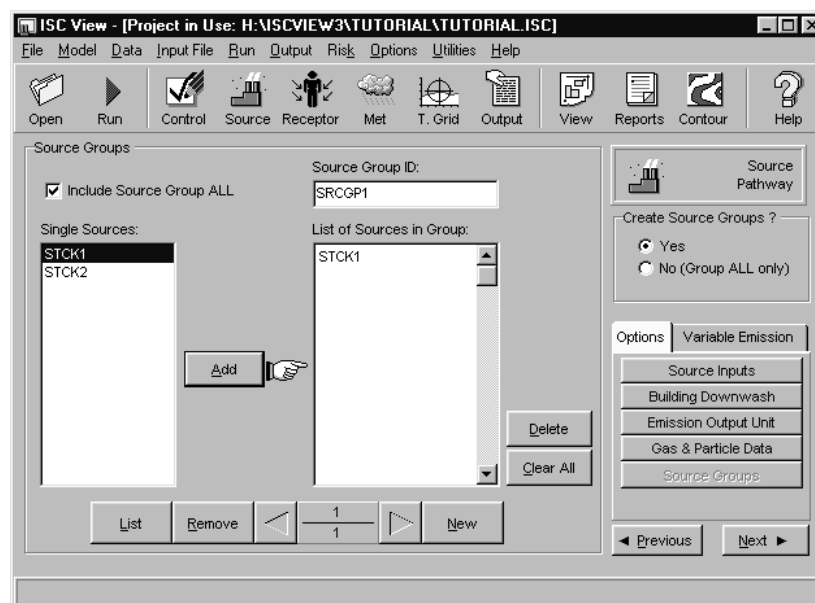 ISC View - [Project in Use: H:\ISCVIEW3\TUTORIAL\TUTORIAL.ISC]
File Model Data Input File Run Output Risk Options Utilities Help
Open Run Control Source Receptor Met T. Grid Output View Reports Contour Help
Source Groups
Include Source Group ALL
Source Group ID:
SRCGP1
Single Sources:
STCK1
STCK2
List of Sources in Group:
STCK1
Add
Delete
Clear All
List Remove 1 New
1
Source
Pathway
Create Source Groups ?
Yes
No (Group ALL only)
Options Variable Emission
Source Inputs
Building Downwash
Emission Output Unit
Gas & Particle Data
Source Groups
Previous Next